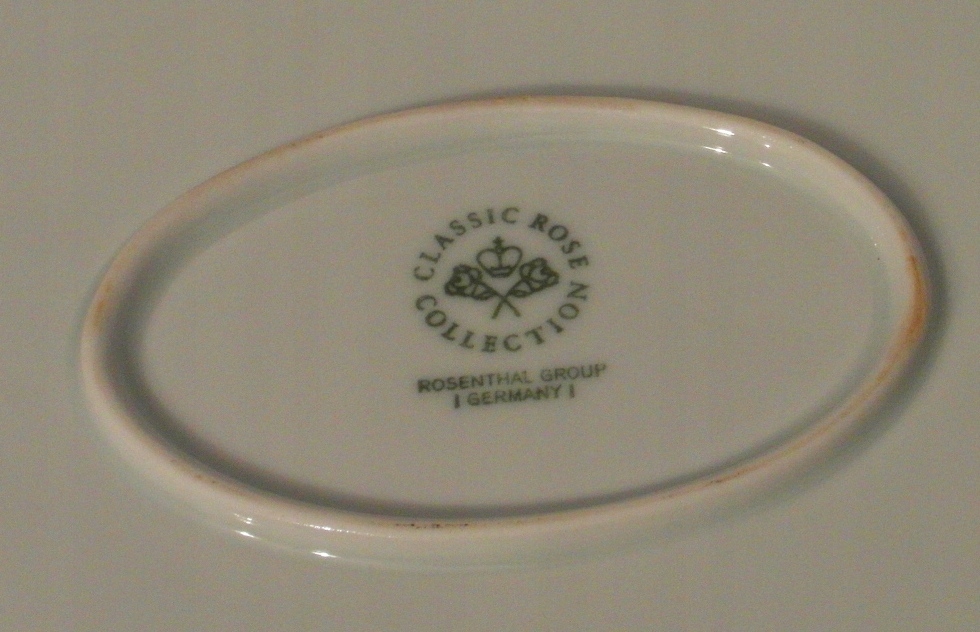 CLASSIC ROSE
COLLECTION
ROSENTHAL GROUP
| GERMANY |